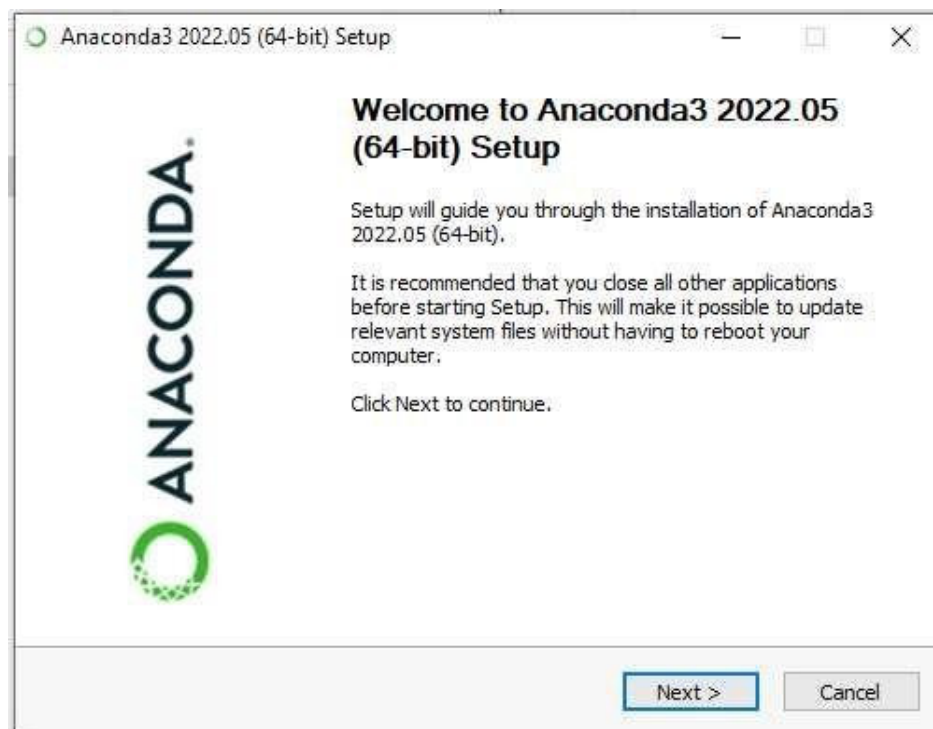 Anaconda3 2022.05 (64-bit) Setup
ANACONDA.
Welcome to Anaconda3 2022.05
(64-bit) Setup
Setup will guide you through the installation of Anaconda3
2022.05 (64-bit).
It is recommended that you close all other applications
before starting Setup. This will make it possible to update
relevant system files without having to reboot your
computer.
Click Next to continue.
Next >
Cancel